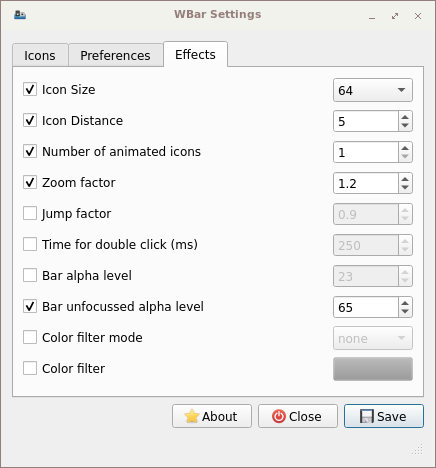 WBar Settings
Icons Preferences Effects
Icon Size 64
Icon Distance 5
Number of animated icons 1
Zoom factor 1.2
Jump factor 0.9
Time for double click (ms) 250
Bar alpha level 23
Bar unfocussed alpha level 65
Color filter mode none
Color filter
About Close Save